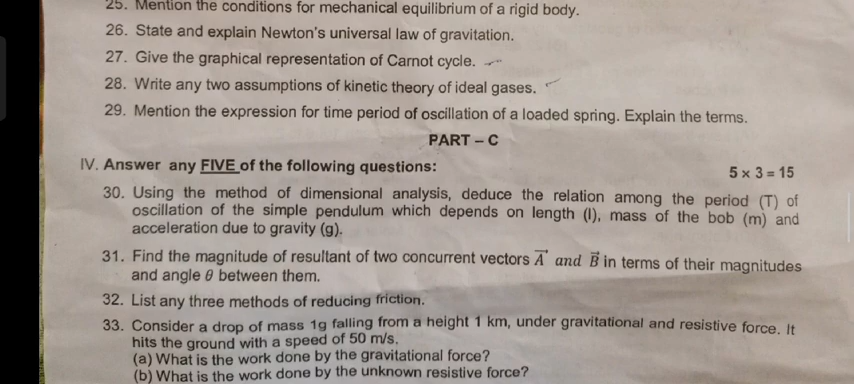 25. Mention the conditions for mechanical equilibrium of a rigid body.
26. State and explain Newton's universal law of gravitation.
27. Give the graphical representation of Carnot cycle.
28. Write any two assumptions of kinetic theory of ideal gases.
29. Mention the expression for time period of oscillation of a loaded spring. Explain the terms.
PART – C
IV. Answer any FIVE of the following questions: 5 x 3 = 15
30. Using the method of dimensional analysis, deduce the relation among the period (T) of
oscillation of the simple pendulum which depends on length (l), mass of the bob (m) and
acceleration due to gravity (g).
31. Find the magnitude of resultant of two concurrent vectors A⃗ and B⃗ in terms of their magnitudes
and angle θ between them.
32. List any three methods of reducing friction.
33. Consider a drop of mass 1g falling from a height 1 km, under gravitational and resistive force. It
hits the ground with a speed of 50 m/s.
(a) What is the work done by the gravitational force?
(b) What is the work done by the unknown resistive force?